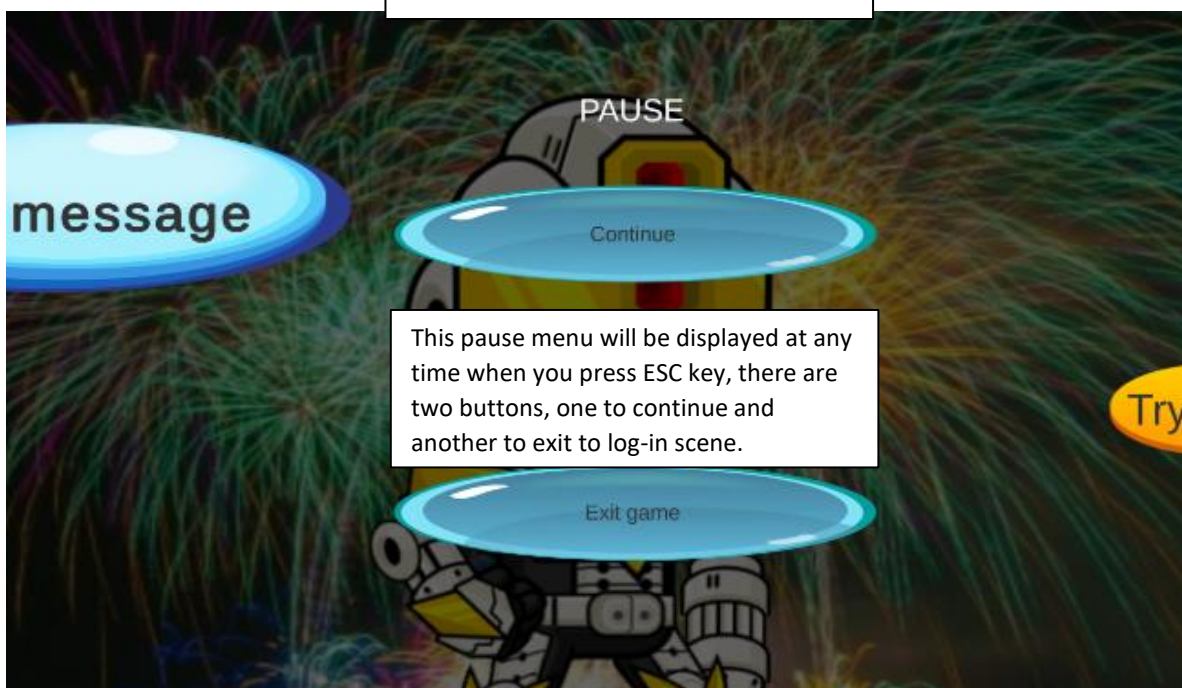 PAUSE
message
Continue
This pause menu will be displayed at any
time when you press ESC key, there are
two buttons, one to continue and
another to exit to log-in scene.
Try
Exit game